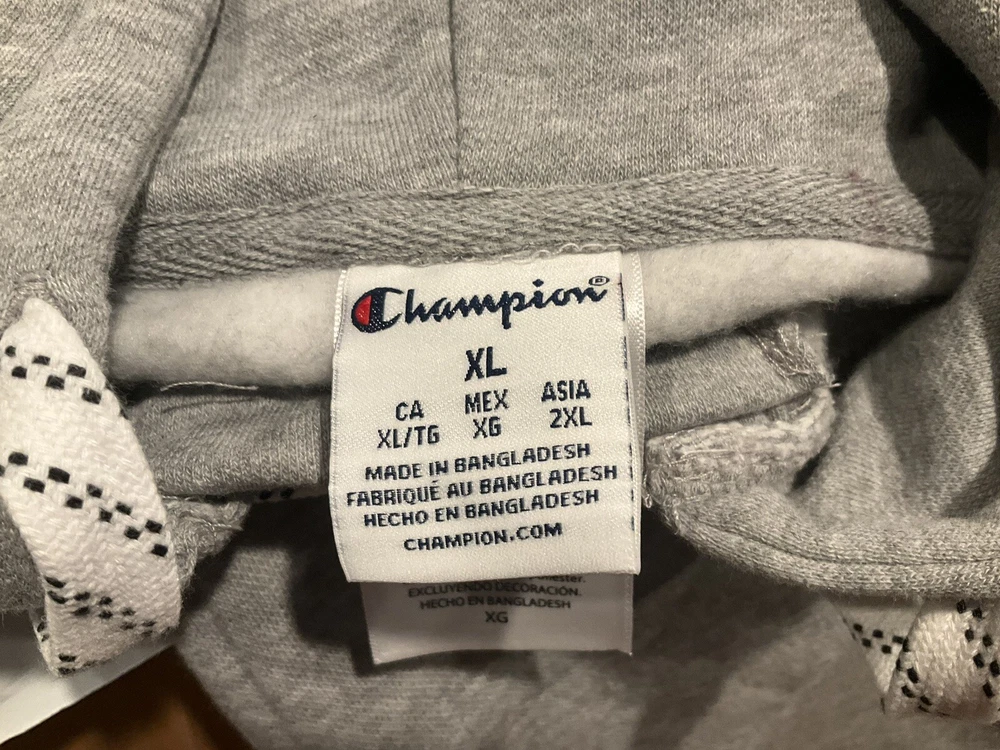 Champion®
XL
CA MEX ASIA
XL/TG XG 2XL
MADE IN BANGLADESH
FABRIQUÉ AU BANGLADESH
HECHO EN BANGLADESH
CHAMPION.COM
EXCLUYENDO DECORACIÓN.
HECHO EN BANGLADESH
XG